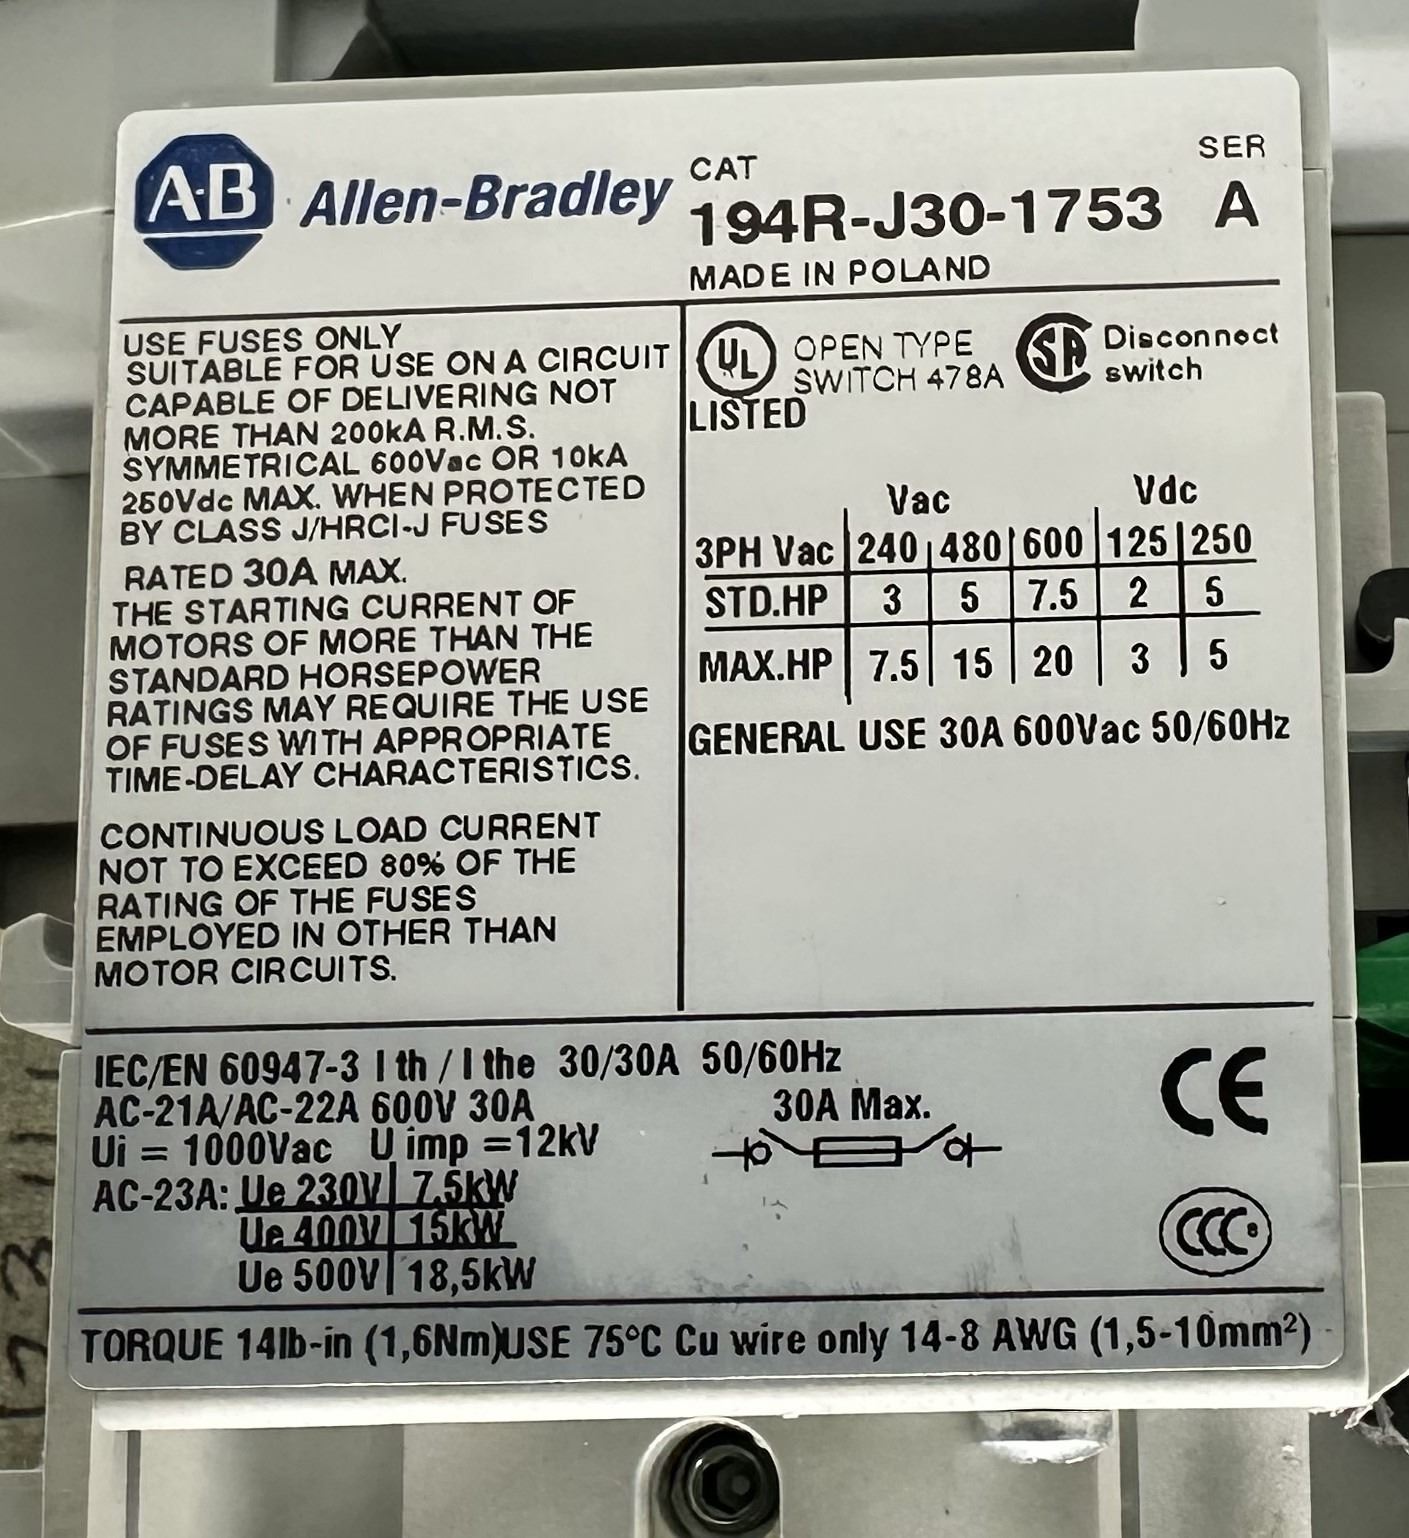 A-B Allen-Bradley
CAT
SER
194R-J30-1753 A
MADE IN POLAND
USE FUSES ONLY
SUITABLE FOR USE ON A CIRCUIT
CAPABLE OF DELIVERING NOT
MORE THAN 200kA R.M.S.
SYMMETRICAL 600Vac OR 10kA
250Vdc MAX. WHEN PROTECTED
BY CLASS J/HRCI-J FUSES
RATED 30A MAX.
THE STARTING CURRENT OF
MOTORS OF MORE THAN THE
STANDARD HORSEPOWER
RATINGS MAY REQUIRE THE USE
OF FUSES WITH APPROPRIATE
TIME-DELAY CHARACTERISTICS.
CONTINUOUS LOAD CURRENT
NOT TO EXCEED 80% OF THE
RATING OF THE FUSES
EMPLOYED IN OTHER THAN
MOTOR CIRCUITS.
UL
OPEN TYPE
SWITCH 478A
LISTED
SA
Disconnect
switch
Vac Vdc
3PH Vac 240 480 600 125 250
STD.HP 3 5 7.5 2 5
MAX.HP 7.5 15 20 3 5
GENERAL USE 30A 600Vac 50/60Hz
IEC/EN 60947-3 I th / I the 30/30A 50/60Hz
AC-21A/AC-22A 600V 30A
Ui = 1000Vac U imp =12kV
AC-23A: Ue 230V 7,5kW
Ue 400V 15kW
Ue 500V 18,5kW
30A Max.
CE
CCC
TORQUE 14lb-in (1,6Nm)USE 75°C Cu wire only 14-8 AWG (1,5-10mm²)